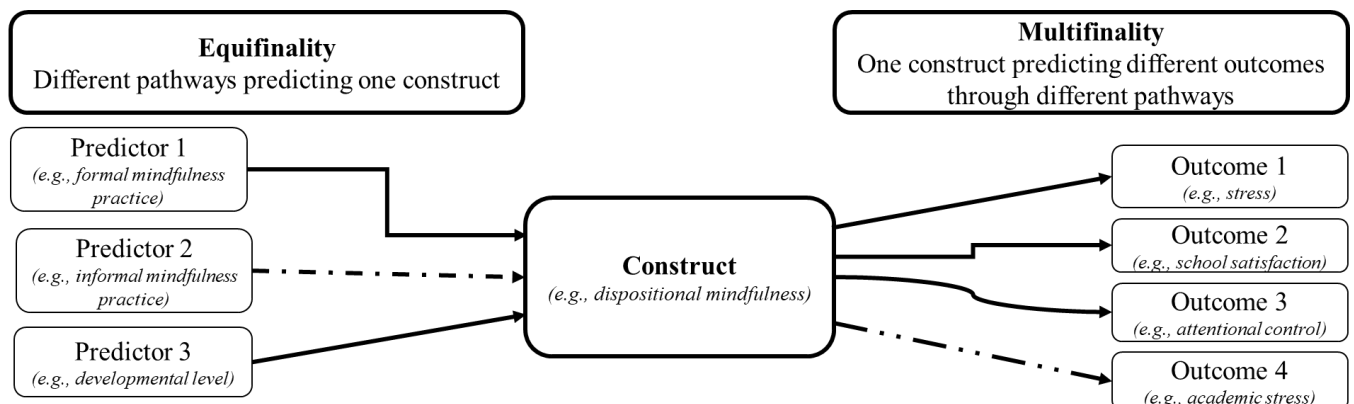 Equifinality
Different pathways predicting one construct
Multifinality
One construct predicting different outcomes
through different pathways
Predictor 1
(e.g., formal mindfulness
practice)
Predictor 2
(e.g., informal mindfulness
practice)
Predictor 3
(e.g., developmental level)
Construct
(e.g., dispositional mindfulness)
Outcome 1
(e.g., stress)
Outcome 2
(e.g., school satisfaction)
Outcome 3
(e.g., attentional control)
Outcome 4
(e.g., academic stress)